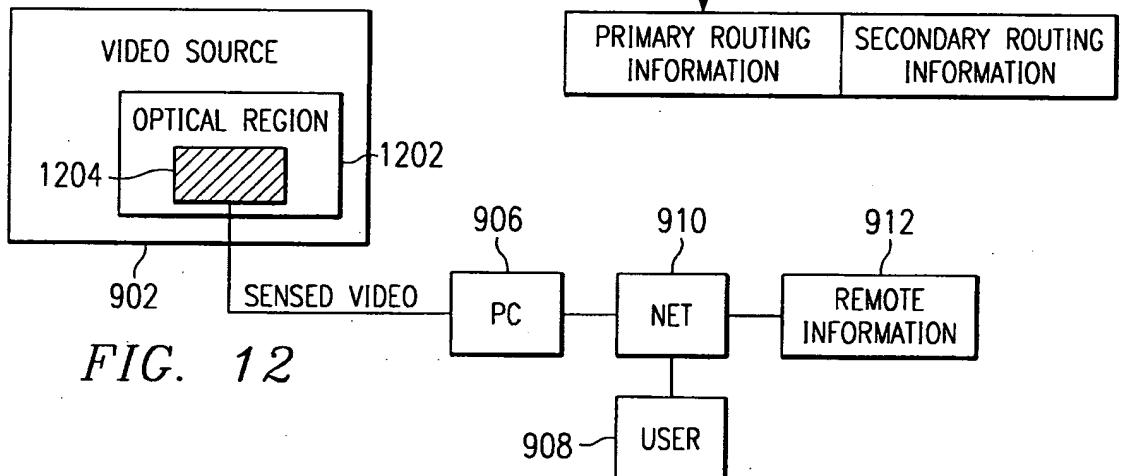 VIDEO SOURCE
OPTICAL REGION
1204
1202
902
SENSED VIDEO
FIG. 12
PRIMARY ROUTING
INFORMATION
SECONDARY ROUTING
INFORMATION
906
PC
910
NET
912
REMOTE
INFORMATION
908
USER